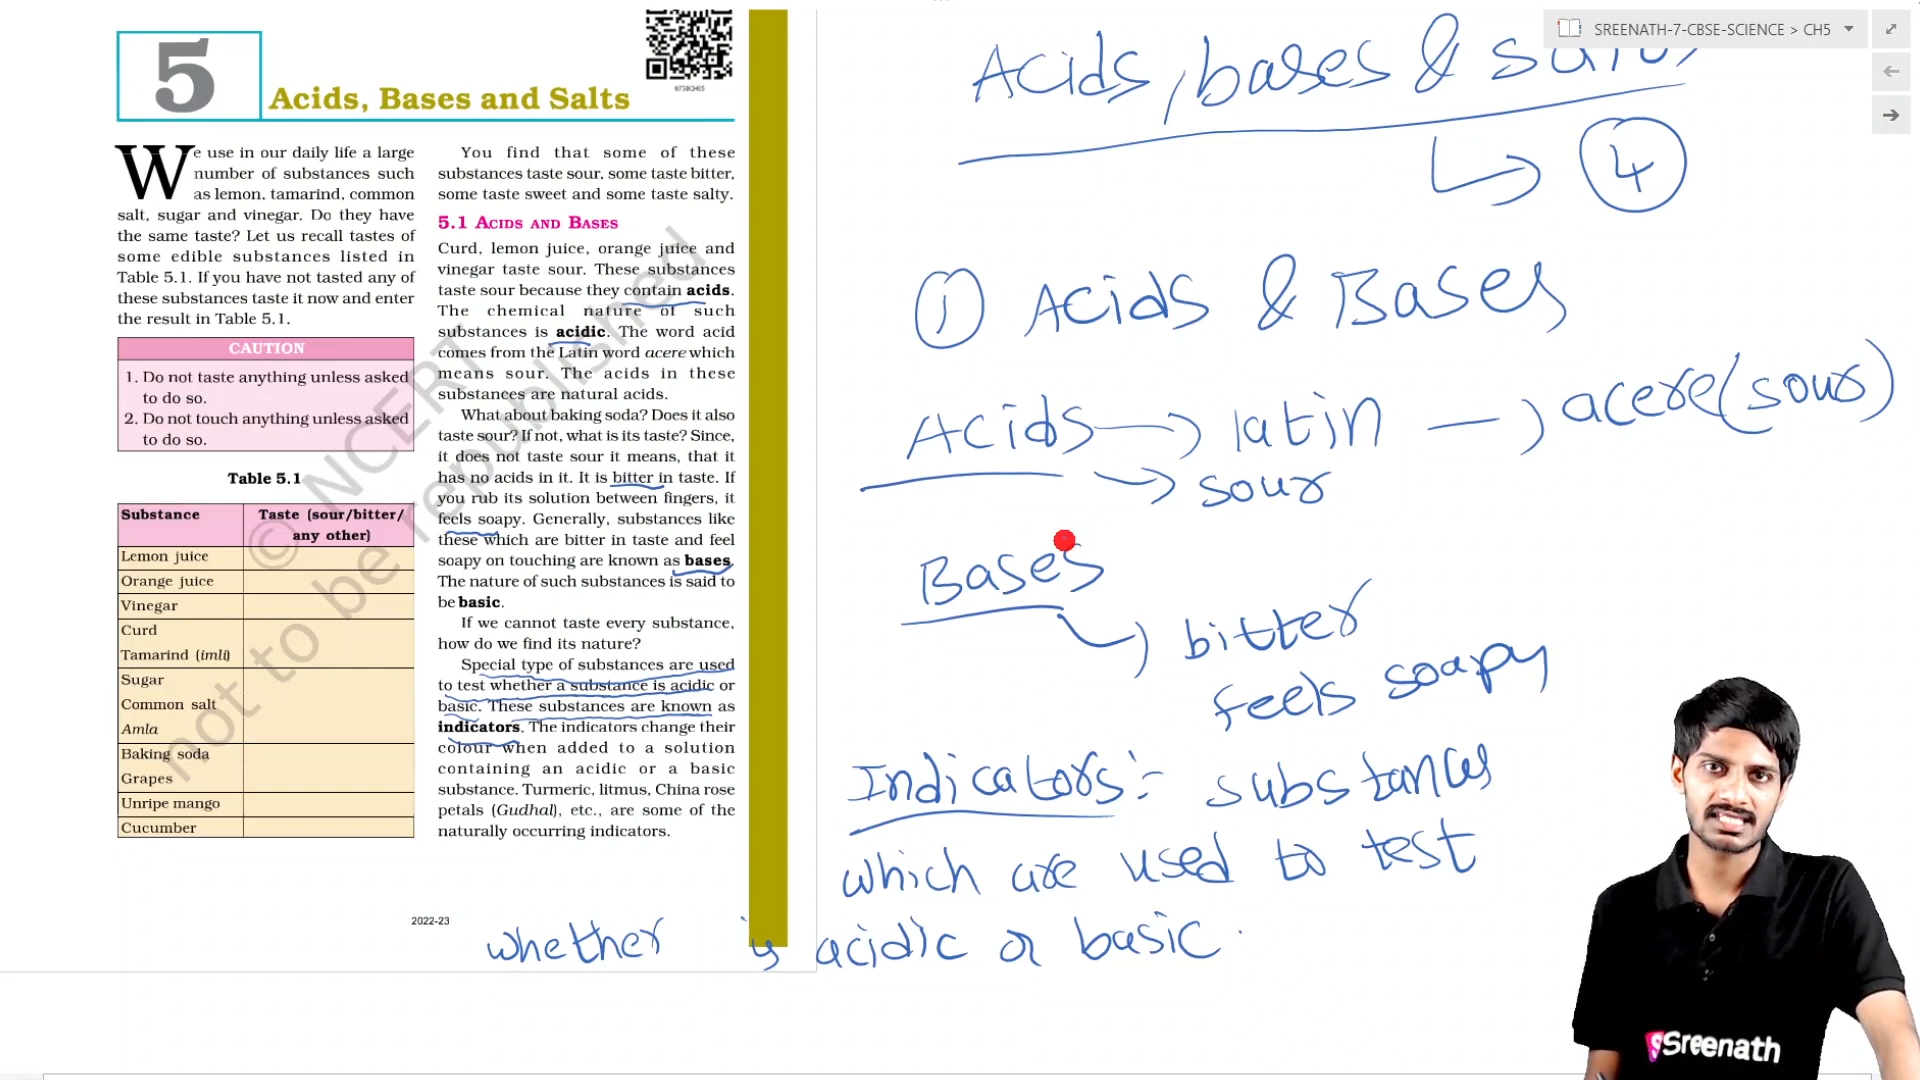 SREENATH-7-CBSE-SCIENCE > CH5
5
Acids, Bases and Salts
We use in our daily life a large
number of substances such
as lemon, tamarind, common
salt, sugar and vinegar. Do they have
the same taste? Let us recall tastes of
some edible substances listed in
Table 5.1. If you have not tasted any of
these substances taste it now and enter
the result in Table 5.1.
CAUTION
1. Do not taste anything unless asked
to do so.
2. Do not touch anything unless asked
to do so.
Table 5.1
Substance Taste (sour/bitter/
any other)
Lemon juice
Orange juice
Vinegar
Curd
Tamarind (imli)
Sugar
Common salt
Amla
Baking soda
Grapes
Unripe mango
Cucumber
You find that some of these
substances taste sour, some taste bitter,
some taste sweet and some taste salty.
5.1 ACIDS AND BASES
Curd, lemon juice, orange juice and
vinegar taste sour. These substances
taste sour because they contain acids.
The chemical nature of such
substances is acidic. The word acid
comes from the Latin word acere which
means sour. The acids in these
substances are natural acids.
What about baking soda? Does it also
taste sour? If not, what is its taste? Since,
it does not taste sour it means, that it
has no acids in it. It is bitter in taste. If
you rub its solution between fingers, it
feels soapy. Generally, substances like
these which are bitter in taste and feel
soapy on touching are known as bases.
The nature of such substances is said to
be basic.
If we cannot taste every substance,
how do we find its nature?
Special type of substances are used
to test whether a substance is acidic or
basic. These substances are known as
indicators. The indicators change their
colour when added to a solution
containing an acidic or a basic
substance. Turmeric, litmus, China rose
petals (Gudhal), etc., are some of the
naturally occurring indicators.
© NCERT
not to be republished
2022-23
Acids, bases & salts
4
1 Acids & Bases
Acids → latin → acere (sour)
→ sour
Bases
→ bitter
feels soapy
Indicators :- substances
which are used to test
whether is acidic or basic.
Sreenath